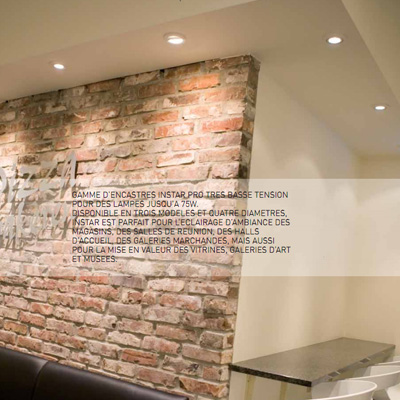 GAMME D'ENCASTRES INSTAR PRO TRES BASSE TENSION
POUR DES LAMPES JUSQU'A 75W.
DISPONIBLE EN TROIS MODELES ET QUATRE DIAMETRES,
INSTAR EST PARFAIT POUR L'ECLAIRAGE D'AMBIANCE DES
MAGASINS, DES SALLES DE REUNION, DES HALLS
D'ACCUEIL, DES GALERIES MARCHANDES, MAIS AUSSI
POUR LA MISE EN VALEUR DES VITRINES, GALERIES D'ART
ET MUSEES.